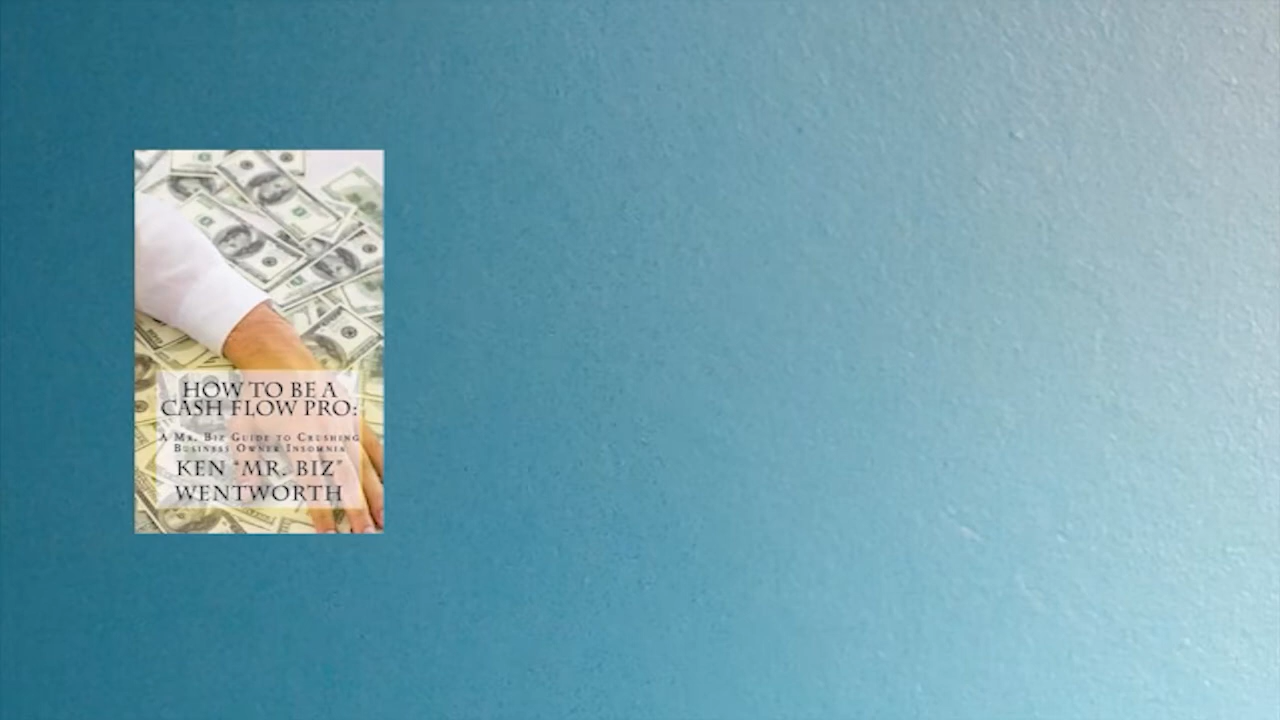 HOW TO BE A
CASH FLOW PRO:
A MR. BIZ GUIDE TO CRUSHING
BUSINESS OWNER INSOMNIA
KEN "MR. BIZ"
WENTWORTH